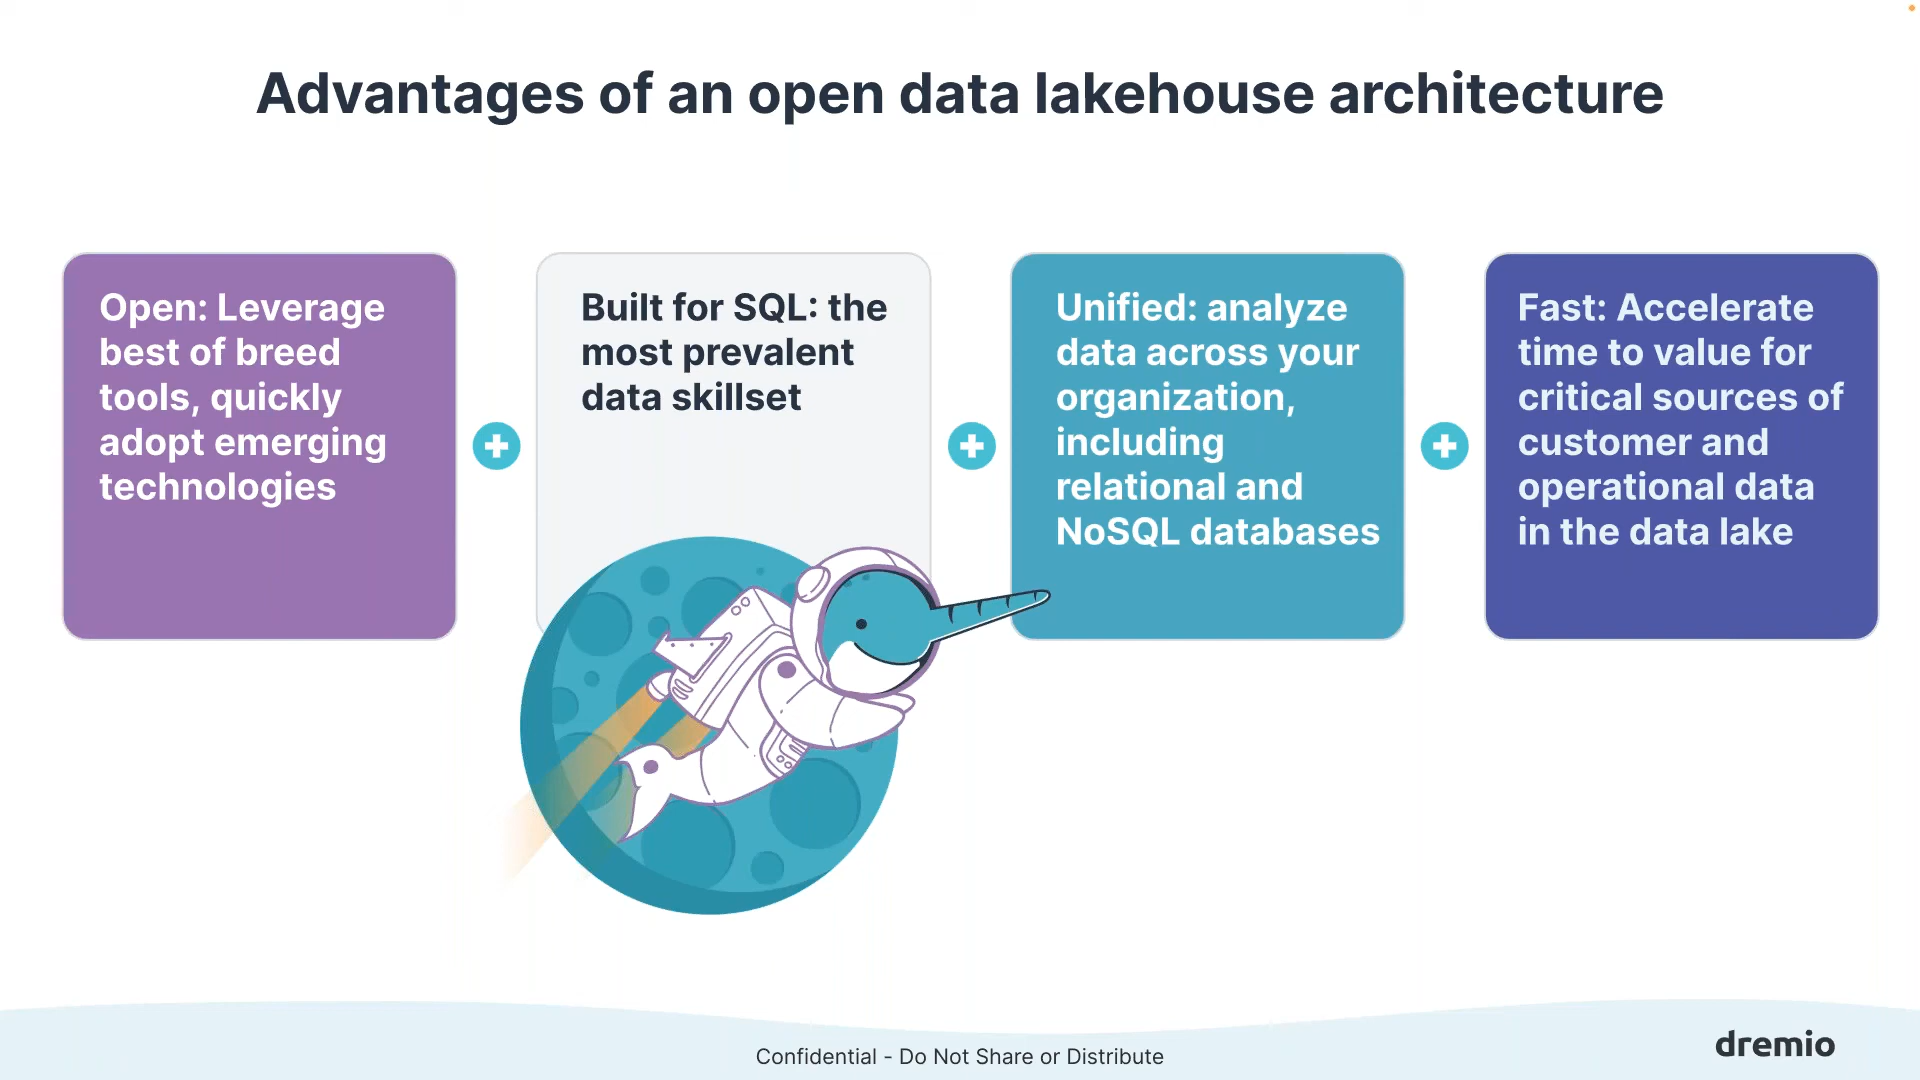 Advantages of an open data lakehouse architecture
Open: Leverage
best of breed
tools, quickly
adopt emerging
technologies
Built for SQL: the
most prevalent
data skillset
Unified: analyze
data across your
organization,
including
relational and
NoSQL databases
Fast: Accelerate
time to value for
critical sources of
customer and
operational data
in the data lake
Confidential - Do Not Share or Distribute
dremio